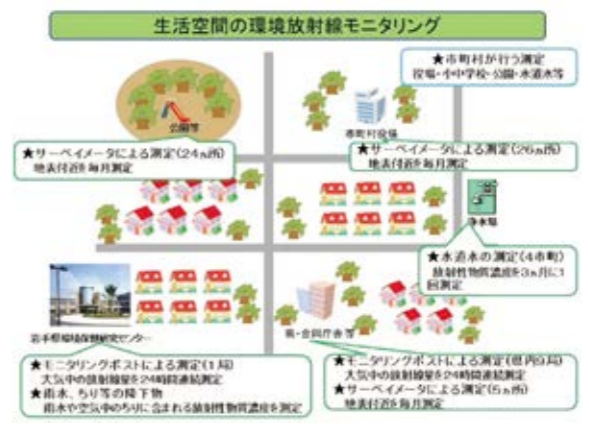 生活空間の環境放射線モニタリング
★市町村が行う測定
役場・小中学校・公園・水道水等
公園等
市町村役場
★サーベイメータによる測定(24ヵ所)
地表付近を毎月測定
★サーベイメータによる測定(26ヵ所)
地表付近を毎月測定
浄水場
★水道水の測定(4市町)
放射性物質濃度を3ヵ月に1
回測定
岩手県環境保健研究センター
県・合同庁舎等
★モニタリングポストによる測定(1局)
大気中の放射線量を24時間連続測定
★雨水、ちり等の降下物
雨水や空気中のちりに含まれる放射性物質濃度を測定
★モニタリングポストによる測定(県内9局)
大気中の放射線量を24時間連続測定
★サーベイメータによる測定(5ヵ所)
地表付近を毎月測定